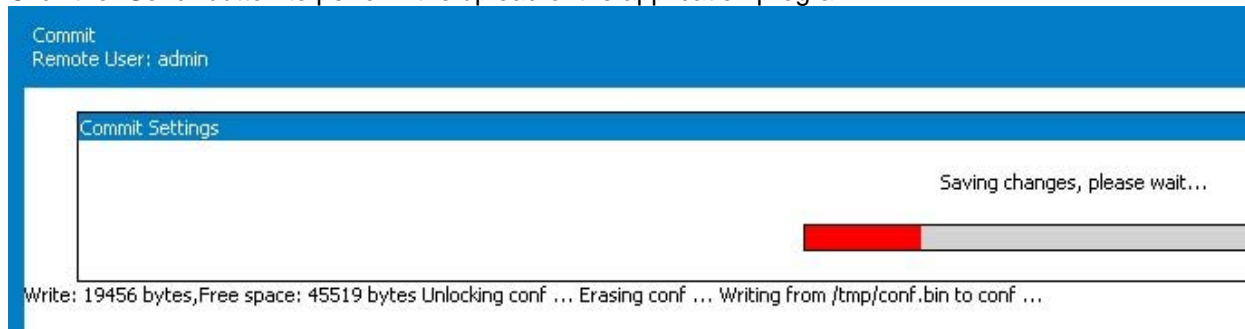 Commit
Remote User: admin
Commit Settings
Saving changes, please wait...
Write: 19456 bytes,Free space: 45519 bytes Unlocking conf ... Erasing conf ... Writing from /tmp/conf.bin to conf ...